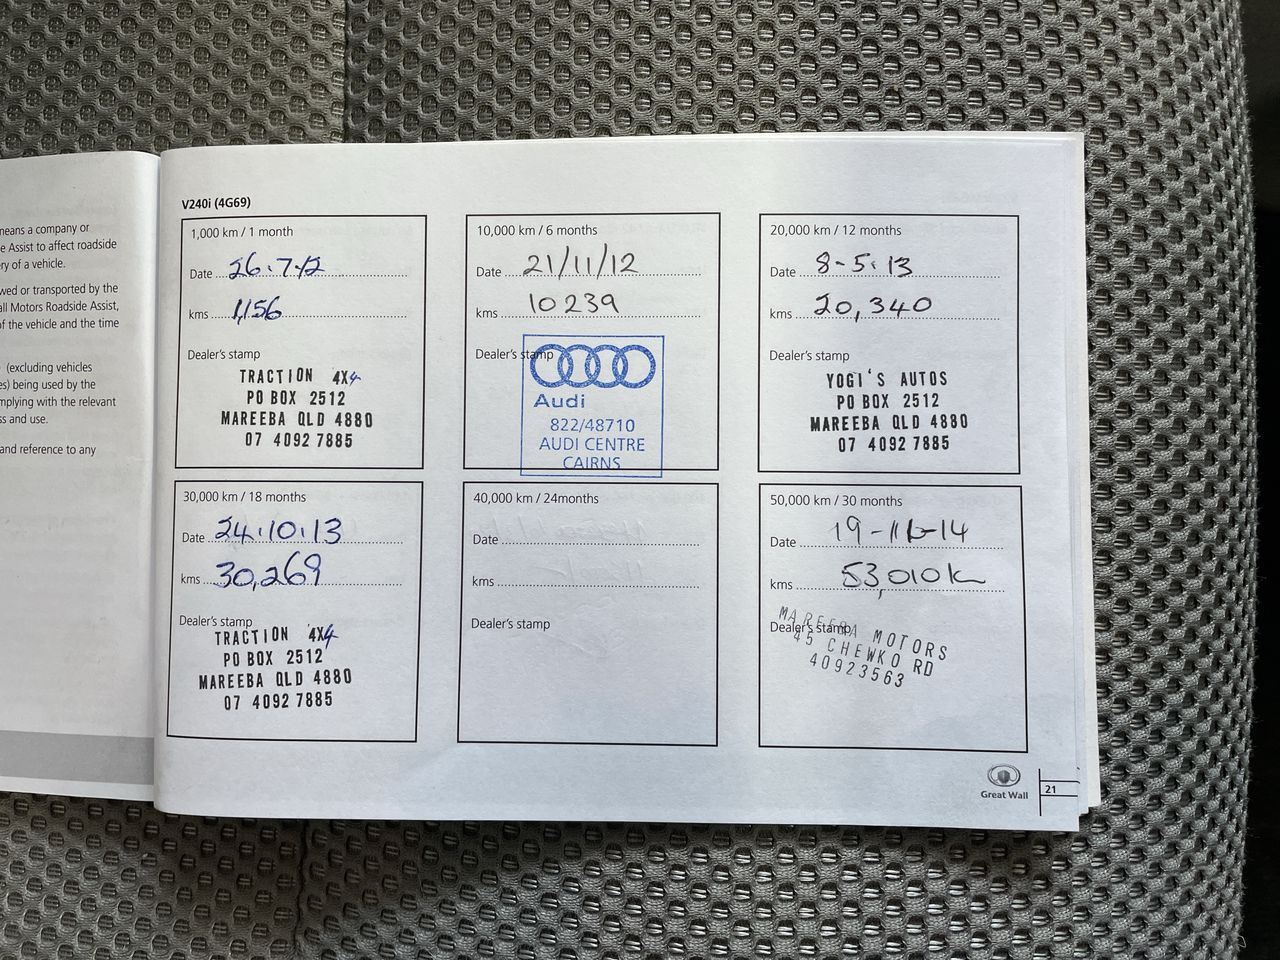 means a company or
e Assist to affect roadside
ry of a vehicle.
wed or transported by the
all Motors Roadside Assist,
of the vehicle and the time
(excluding vehicles
es) being used by the
mplying with the relevant
ss and use.
and reference to any
V240i (4G69)
1,000 km / 1 month
Date 26.7.12
kms 1,156
Dealer's stamp
TRACTION 4X4
PO BOX 2512
MAREEBA QLD 4880
07 4092 7885
10,000 km / 6 months
Date 21/11/12
kms 10239
Dealer's stamp
Audi
822/48710
AUDI CENTRE
CAIRNS
20,000 km / 12 months
Date 8-5.13
kms 20,340
Dealer's stamp
YOGI'S AUTOS
PO BOX 2512
MAREEBA QLD 4880
07 4092 7885
30,000 km / 18 months
Date 24.10.13
kms 30,269
Dealer's stamp
TRACTION 4X4
PO BOX 2512
MAREEBA QLD 4880
07 4092 7885
40,000 km / 24months
Date
kms
Dealer's stamp
50,000 km / 30 months
Date
kms 53,010k
Dealer's stamp
MAREEBA MOTORS
45 CHEWKO RD
40923563
Great Wall
21